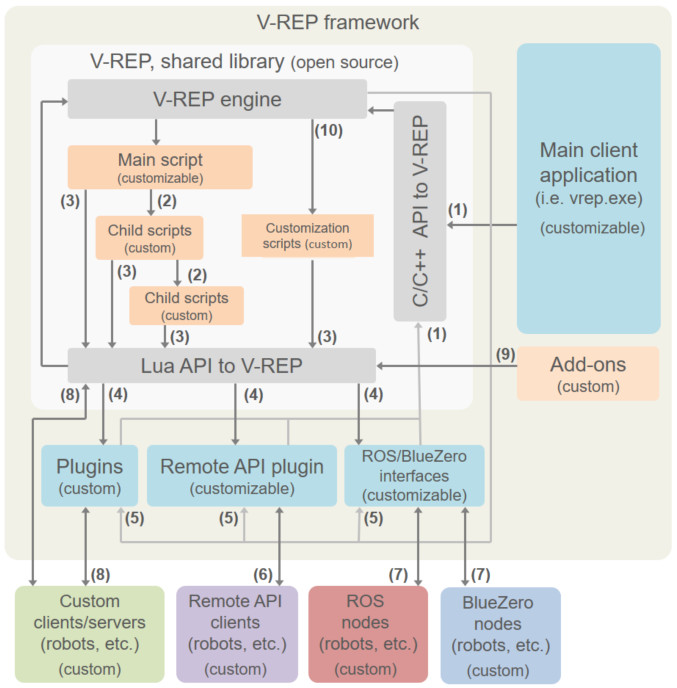 V-REP framework
V-REP, shared library (open source)
V-REP engine
(10)
Main script
(customizable)
(3)
(2)
Child scripts
(custom)
Customization
scripts (custom)
(3)
(2)
Child scripts
(custom)
(3)
(3)
C/C++ API to V-REP
(1)
(1)
Main client
application
(i.e. vrep.exe)
(customizable)
Lua API to V-REP
(9)
Add-ons
(custom)
(8)
(4)
(4)
(4)
Plugins
(custom)
Remote API plugin
(customizable)
ROS/BlueZero
interfaces
(customizable)
(5)
(5)
(5)
(8)
(6)
(7)
(7)
Custom
clients/servers
(robots, etc.)
(custom)
Remote API
clients
(robots, etc.)
(custom)
ROS
nodes
(robots, etc.)
(custom)
BlueZero
nodes
(robots, etc.)
(custom)